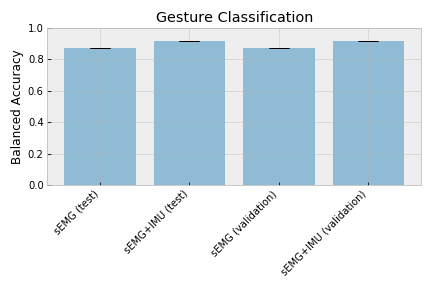 Gesture Classification
Balanced Accuracy
1.0
0.8
0.6
0.4
0.2
0.0
sEMG (test)
sEMG+IMU (test)
sEMG (validation)
sEMG+IMU (validation)